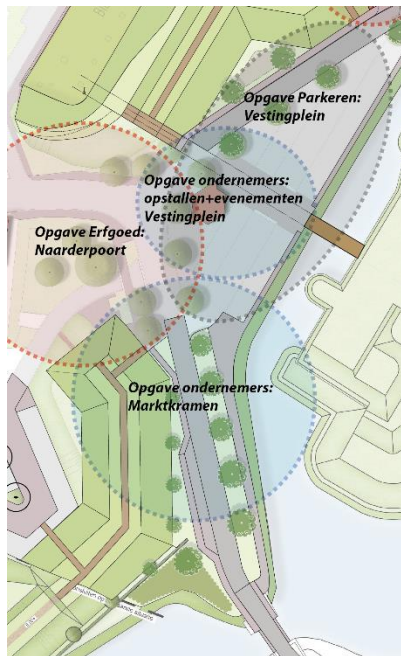 Opgave Parkeren:
Vestingplein
Opgave ondernemers:
opstallen+evenementen
Vestingplein
Opgave Erfgoed:
Naarderpoort
Opgave ondernemers:
Marktkramen